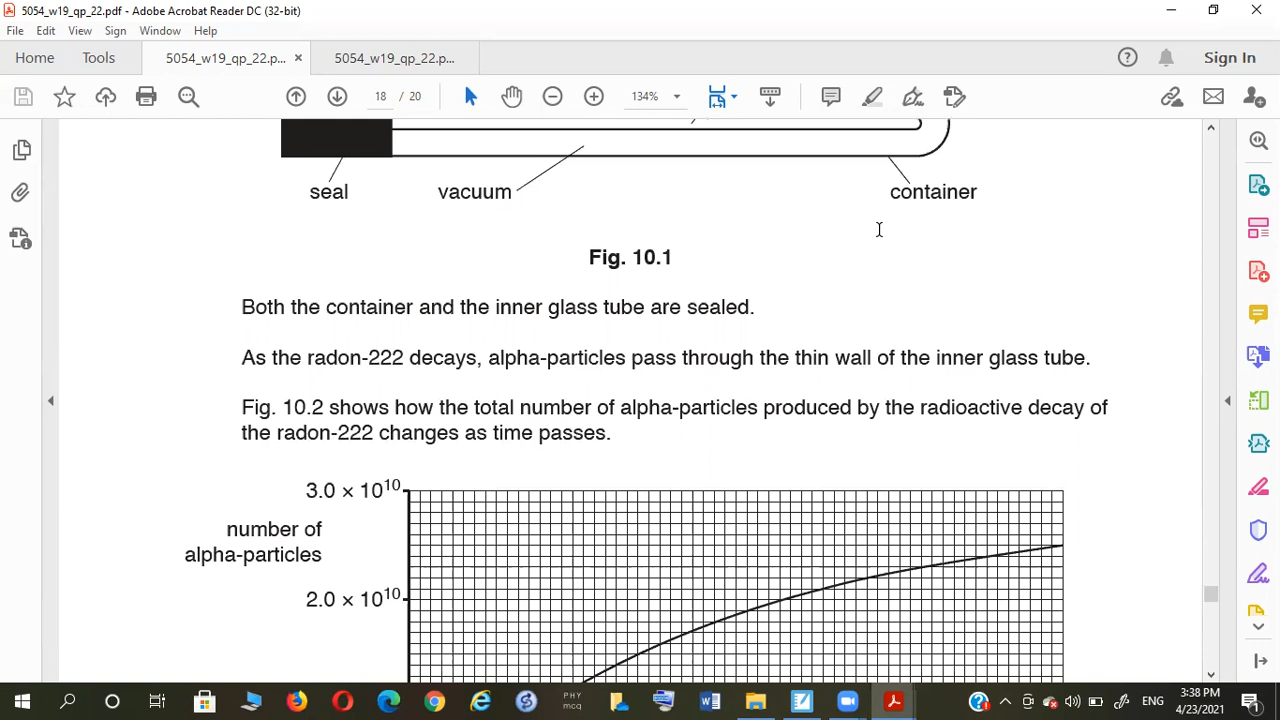 5054_w19_qp_22.pdf - Adobe Acrobat Reader DC (32-bit)
File Edit View Sign Window Help
Home Tools 5054_w19_qp_22.p... × 5054_w19_qp_22.p... Sign In
18 / 20 134%
seal vacuum container
Fig. 10.1
Both the container and the inner glass tube are sealed.
As the radon-222 decays, alpha-particles pass through the thin wall of the inner glass tube.
Fig. 10.2 shows how the total number of alpha-particles produced by the radioactive decay of
the radon-222 changes as time passes.
3.0 × 10¹⁰
number of
alpha-particles
2.0 × 10¹⁰
PHY
mcq
ENG
3:38 PM
4/23/2021